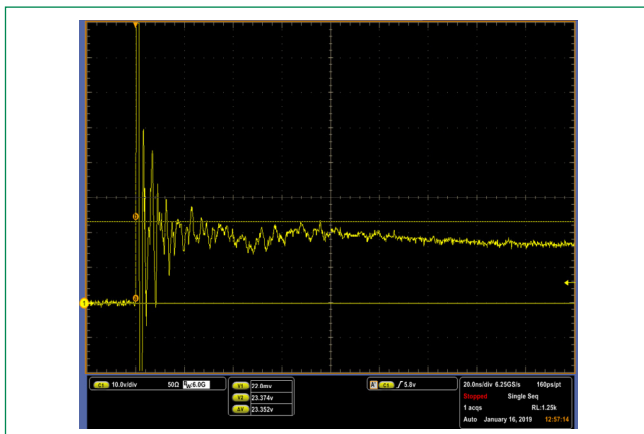 1
C1 10.0v/div 50Ω BW:6.0G
V1 22.0mv
V2 23.374v
ΔV 23.352v
A' C1 ∫ 5.8v
20.0ns/div 6.25GS/s 160ps/pt
Stopped Single Seq
1 acqs RL:1.25k
Auto January 16, 2019 12:57:14